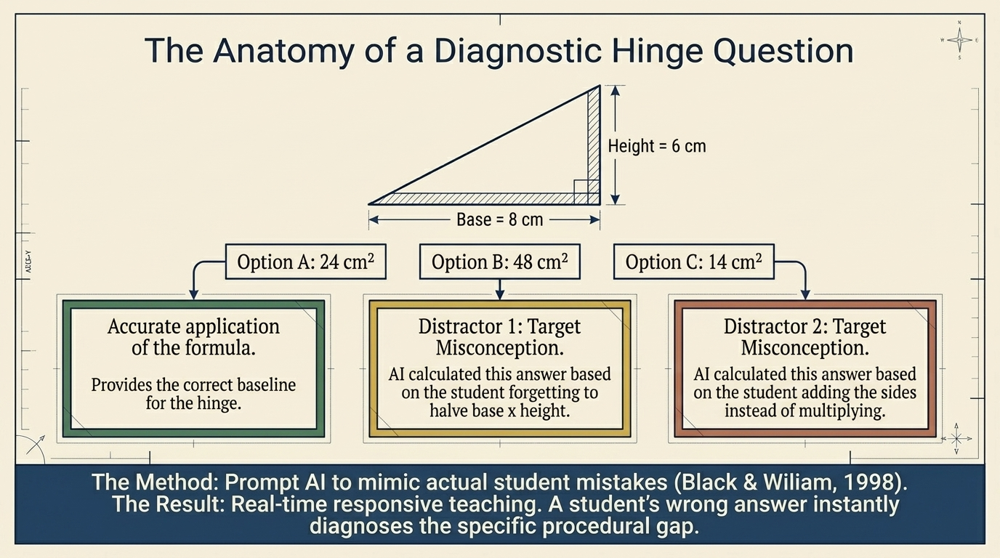 The Anatomy of a Diagnostic Hinge Question
N
W
E
S
Height = 6 cm
Base = 8 cm
Option A: 24 cm²
Option B: 48 cm²
Option C: 14 cm²
Accurate application
of the formula.
Provides the correct baseline
for the hinge.
Distractor 1: Target
Misconception.
AI calculated this answer based
on the student forgetting to
halve base x height.
Distractor 2: Target
Misconception.
AI calculated this answer based
on the student adding the sides
instead of multiplying.
The Method: Prompt AI to mimic actual student mistakes (Black & Wiliam, 1998).
The Result: Real-time responsive teaching. A student’s wrong answer instantly
diagnoses the specific procedural gap.